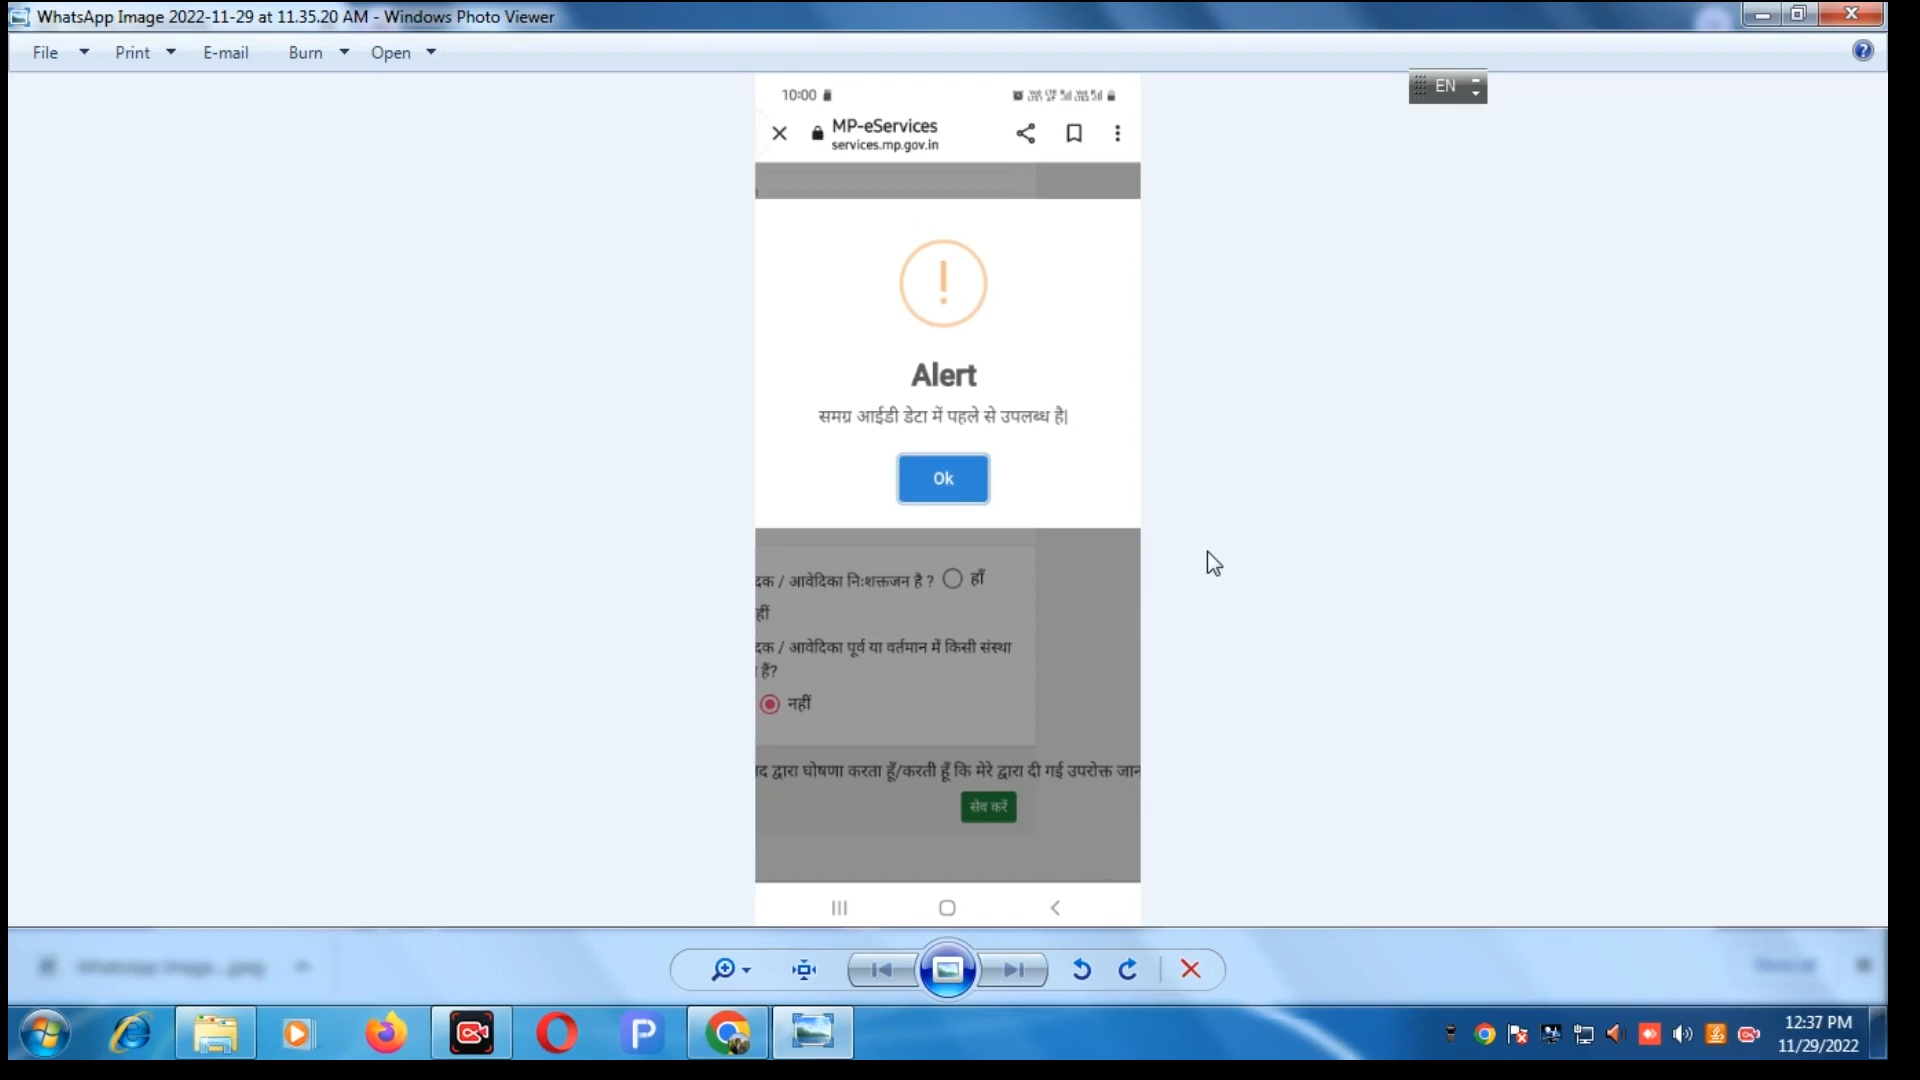 WhatsApp Image 2022-11-29 at 11.35.20 AM - Windows Photo Viewer
File Print E-mail Burn Open
EN
10:00
MP-eServices
services.mp.gov.in
Alert
समग्र आईडी डेटा में पहले से उपलब्ध है|
Ok
दक / आवेदिका निःशक्तजन है ? हाँ
हीं
दक / आवेदिका पूर्व या वर्तमान में किसी संस्था
हैं?
नहीं
द्वारा घोषणा करता हूँ/करती हूँ कि मेरे द्वारा दी गई उपरोक्त जान
सेव करें
12:37 PM
11/29/2022